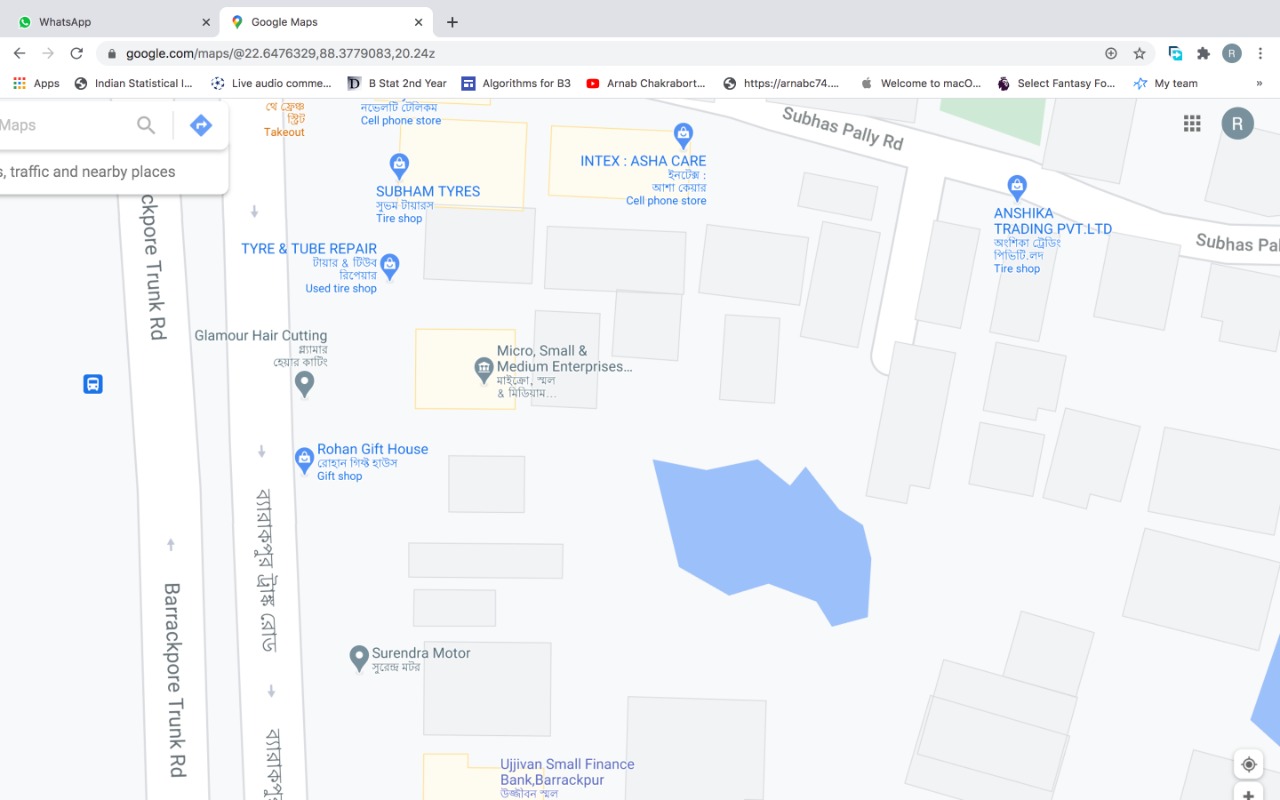 WhatsApp
Google Maps
google.com/maps/@22.6476329,88.3779083,20.24z
R
Apps
Indian Statistical I...
Live audio comme...
B Stat 2nd Year
Algorithms for B3
Arnab Chakrabort...
https://arnabc74....
Welcome to macO...
Select Fantasy Fo...
My team
»
Maps
R
s, traffic and nearby places
থে ফ্রেঞ্চ
স্ট্রিট
Takeout
নভেলটি টেলিকম
Cell phone store
Subhas Pally Rd
INTEX : ASHA CARE
ইনটেক্স :
আশা কেয়ার
Cell phone store
SUBHAM TYRES
সুভম টায়ারস
Tire shop
ANSHIKA
TRADING PVT.LTD
অংশিকা ট্রেডিং
পিভিটি.লদ
Tire shop
Subhas Pal
ckpore Trunk Rd
TYRE & TUBE REPAIR
টায়ার & টিউব
রিপেয়ার
Used tire shop
Glamour Hair Cutting
গ্ল্যামার
হেয়ার কাটিং
Micro, Small &
Medium Enterprises...
মাইক্রো, স্মল
& মিডিয়াম...
Rohan Gift House
রোহান গিফ্ট হাউস
Gift shop
ব্যারাকপুর ট্রাঙ্ক রোড
Barrackpore Trunk Rd
Surendra Motor
সুরেন্দ্র মটর
ব্যারাকপু
Ujjivan Small Finance
Bank,Barrackpur
উজ্জীবন স্মল